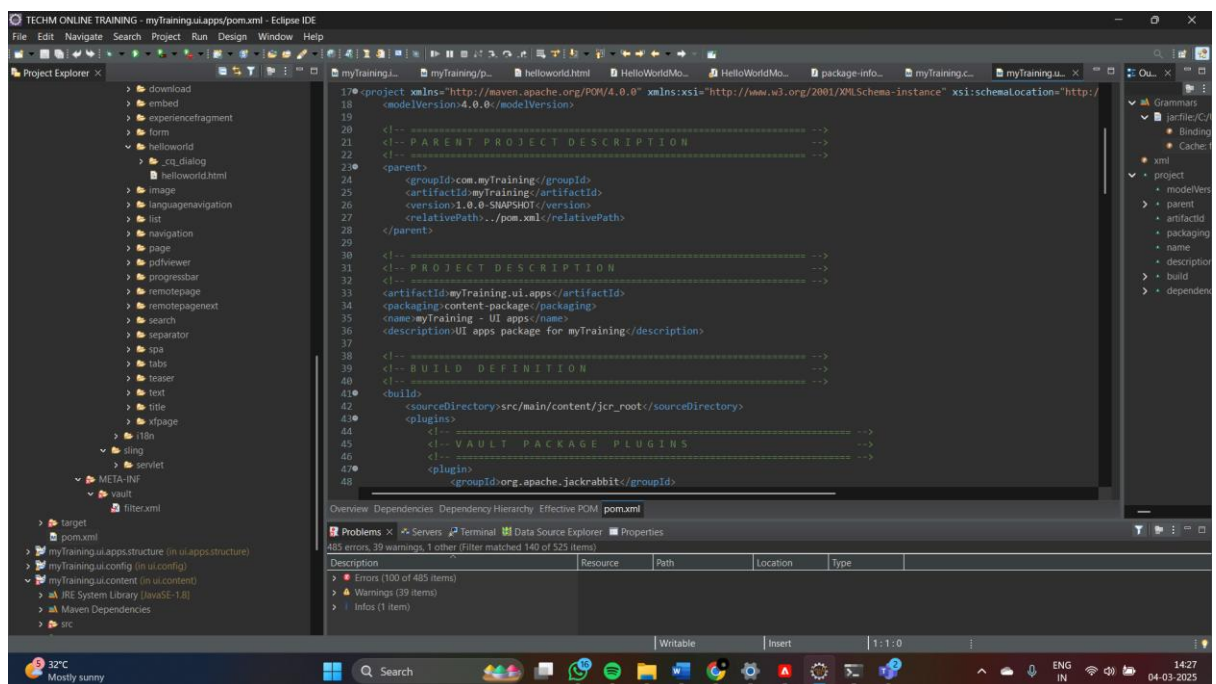 TECHM ONLINE TRAINING - myTraining.ui.apps/pom.xml - Eclipse IDE
File Edit Navigate Search Project Run Design Window Help
Project Explorer
download
embed
experiencefragment
form
helloworld
_cq_dialog
helloworld.html
image
languagenavigation
list
navigation
page
pdfviewer
progressbar
remotepage
remotepagenext
search
separator
spa
tabs
teaser
text
title
xfpage
i18n
sling
servlet
META-INF
vault
filter.xml
target
pom.xml
myTraining.ui.apps.structure (in ui.apps.structure)
myTraining.ui.config (in ui.config)
myTraining.ui.content (in ui.content)
JRE System Library [JavaSE-1.8]
Maven Dependencies
src
myTraining.i... myTraining/p... helloworld.html HelloWorldMo... HelloWorldMo... package-info... myTraining.c... myTraining.u...
17 <project xmlns="http://maven.apache.org/POM/4.0.0" xmlns:xsi="http://www.w3.org/2001/XMLSchema-instance" xsi:schemaLocation="http:/
18 <modelVersion>4.0.0</modelVersion>
19
20 <!-- ====================================================================== -->
21 <!-- P A R E N T  P R O J E C T  D E S C R I P T I O N -->
22 <!-- ====================================================================== -->
23 <parent>
24 <groupId>com.myTraining</groupId>
25 <artifactId>myTraining</artifactId>
26 <version>1.0.0-SNAPSHOT</version>
27 <relativePath>../pom.xml</relativePath>
28 </parent>
29
30 <!-- ====================================================================== -->
31 <!-- P R O J E C T  D E S C R I P T I O N -->
32 <!-- ====================================================================== -->
33 <artifactId>myTraining.ui.apps</artifactId>
34 <packaging>content-package</packaging>
35 <name>myTraining - UI apps</name>
36 <description>UI apps package for myTraining</description>
37
38 <!-- ====================================================================== -->
39 <!-- B U I L D  D E F I N I T I O N -->
40 <!-- ====================================================================== -->
41 <build>
42 <sourceDirectory>src/main/content/jcr_root</sourceDirectory>
43 <plugins>
44 <!-- ====================================================================== -->
45 <!-- V A U L T  P A C K A G E  P L U G I N S -->
46 <!-- ====================================================================== -->
47 <plugin>
48 <groupId>org.apache.jackrabbit</groupId>
Overview Dependencies Dependency Hierarchy Effective POM pom.xml
Problems Servers Terminal Data Source Explorer Properties
485 errors, 39 warnings, 1 other (Filter matched 140 of 525 items)
Description Resource Path Location Type
Errors (100 of 485 items)
Warnings (39 items)
Infos (1 item)
Ou...
Grammars
jar:file:/C:/
Binding
Cache: f
xml
project
modelVers
parent
artifactId
packaging
name
description
build
dependenc
Writable Insert 1 : 1 : 0
5
32°C
Mostly sunny
Search
16
2
ENG
IN
14:27
04-03-2025